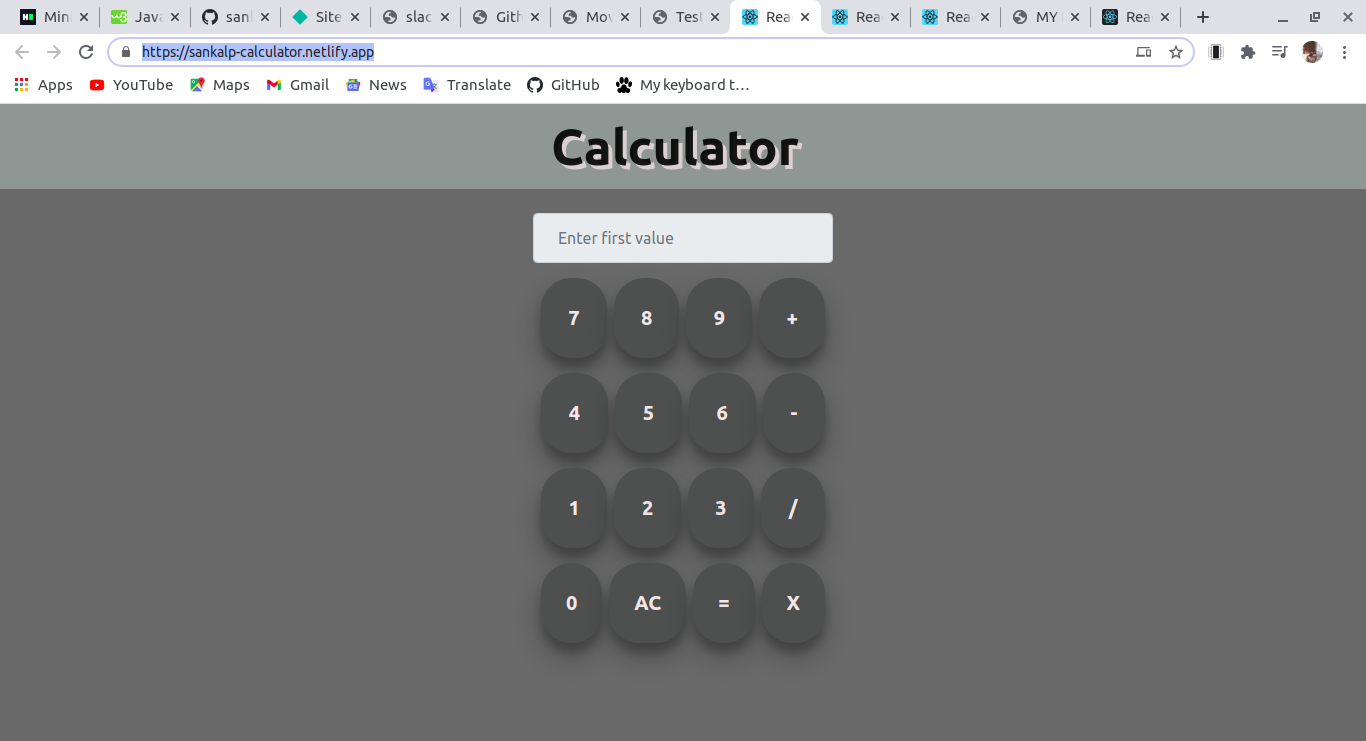 Min Java sanl Site slac Gith Mov Test Rea Rea Rea MY Rea
https://sankalp-calculator.netlify.app
Apps YouTube Maps Gmail News Translate GitHub My keyboard t...
Calculator
Enter first value
7 8 9 +
4 5 6 -
1 2 3 /
0 AC = X